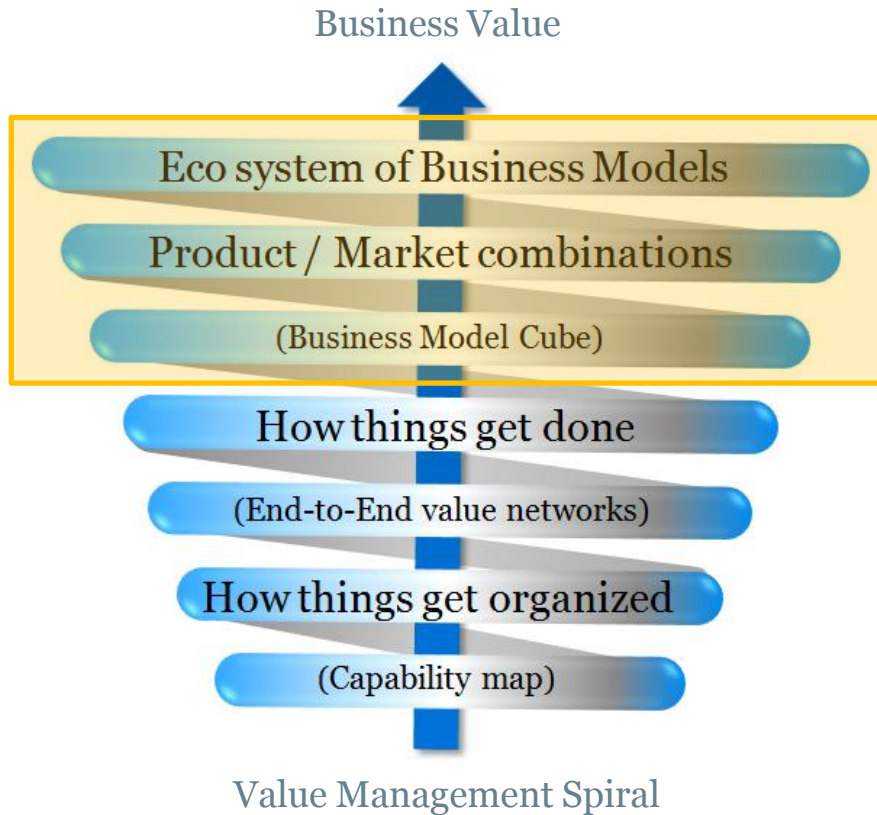 Business Value
Eco system of Business Models
Product / Market combinations
(Business Model Cube)
How things get done
(End-to-End value networks)
How things get organized
(Capability map)
Value Management Spiral